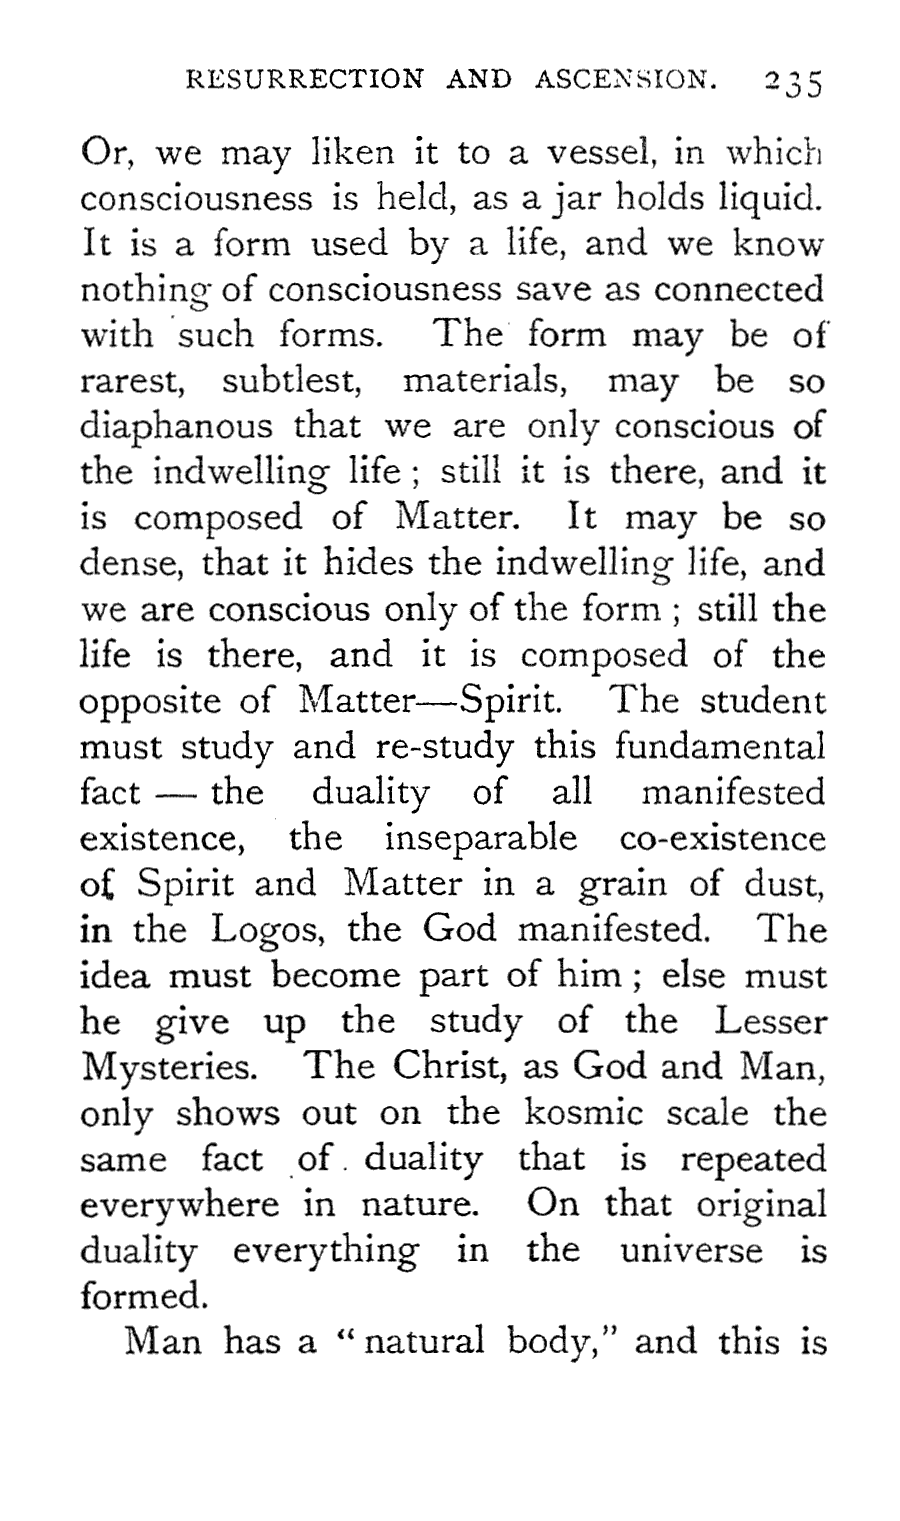 RESURRECTION AND ASCENSION. 235
Or, we may liken it to a vessel, in which
consciousness is held, as a jar holds liquid.
It is a form used by a life, and we know
nothing of consciousness save as connected
with such forms. The form may be of
rarest, subtlest, materials, may be so
diaphanous that we are only conscious of
the indwelling life ; still it is there, and it
is composed of Matter. It may be so
dense, that it hides the indwelling life, and
we are conscious only of the form ; still the
life is there, and it is composed of the
opposite of Matter—Spirit. The student
must study and re-study this fundamental
fact — the duality of all manifested
existence, the inseparable co-existence
of Spirit and Matter in a grain of dust,
in the Logos, the God manifested. The
idea must become part of him ; else must
he give up the study of the Lesser
Mysteries. The Christ, as God and Man,
only shows out on the kosmic scale the
same fact of duality that is repeated
everywhere in nature. On that original
duality everything in the universe is
formed.
Man has a “ natural body,” and this is